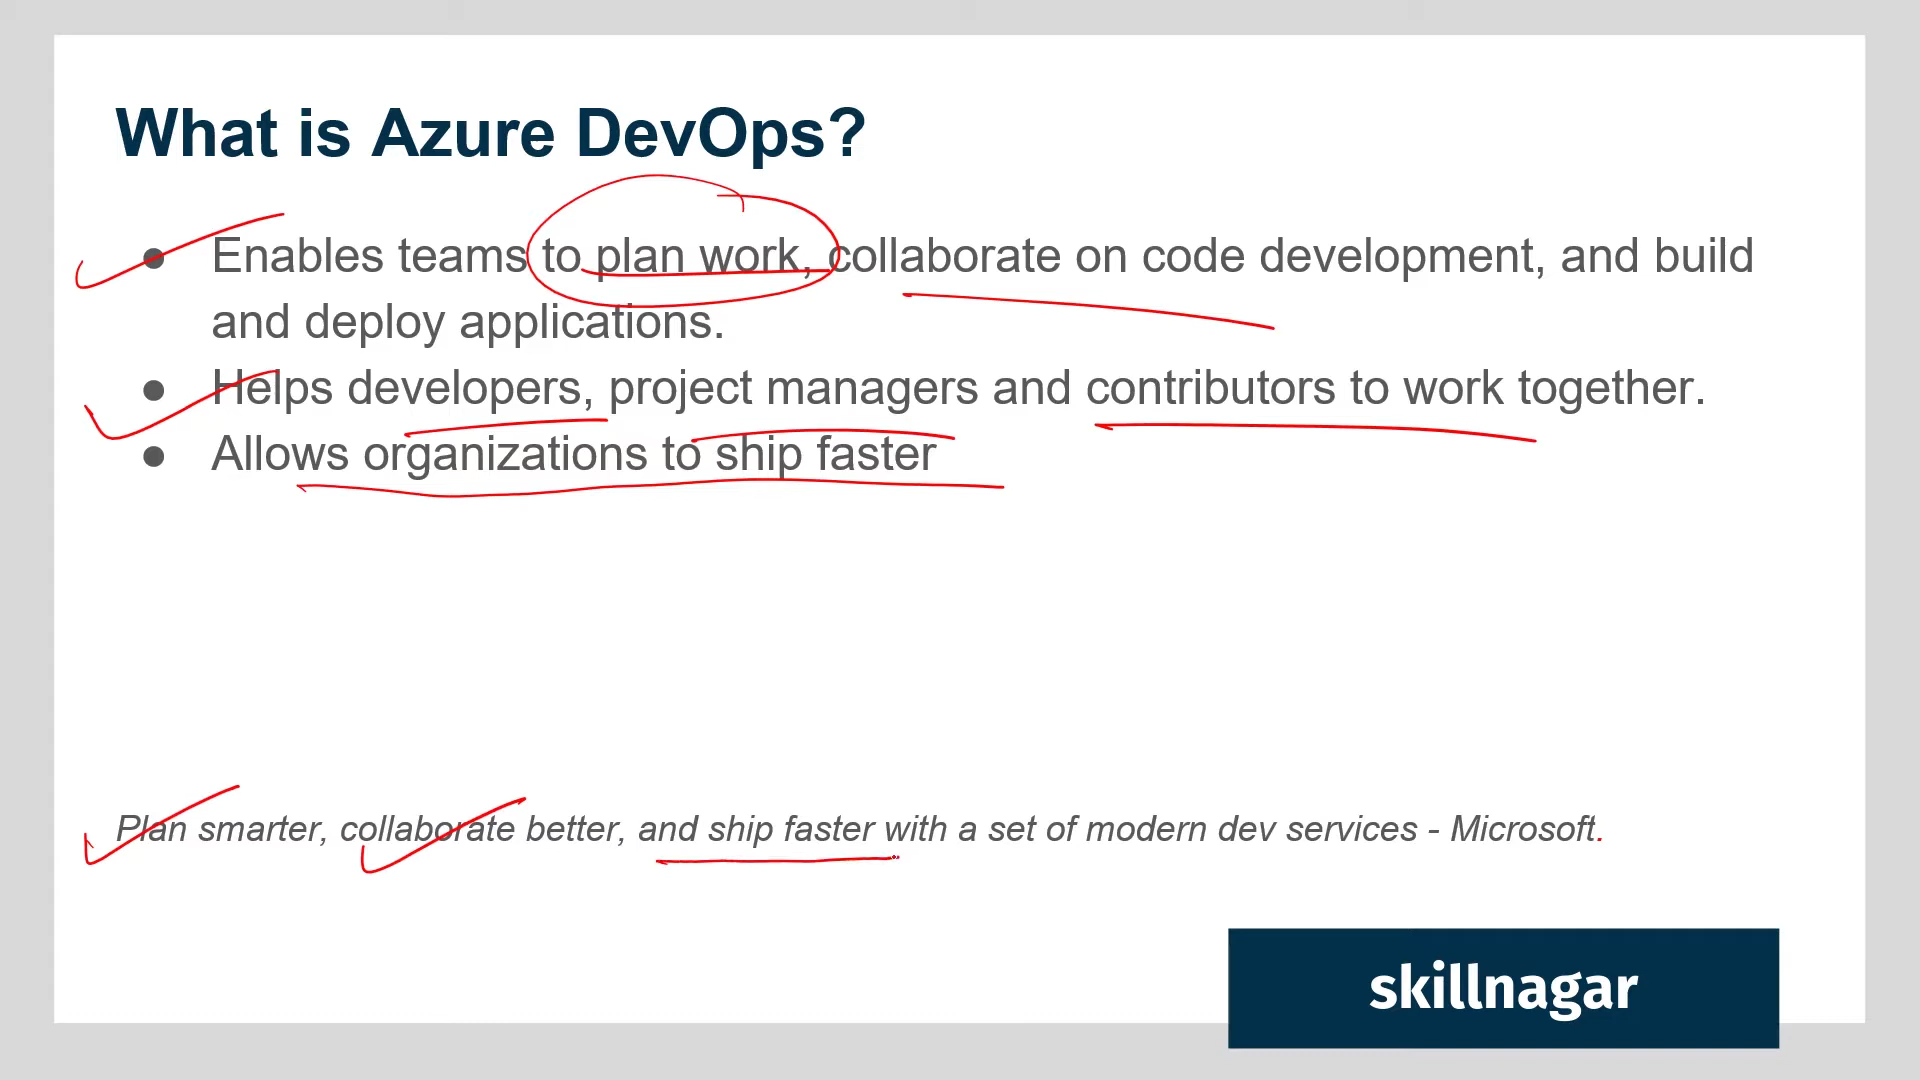 What is Azure DevOps?
● Enables teams to plan work, collaborate on code development, and build
and deploy applications.
● Helps developers, project managers and contributors to work together.
● Allows organizations to ship faster
Plan smarter, collaborate better, and ship faster with a set of modern dev services - Microsoft.
skillnagar